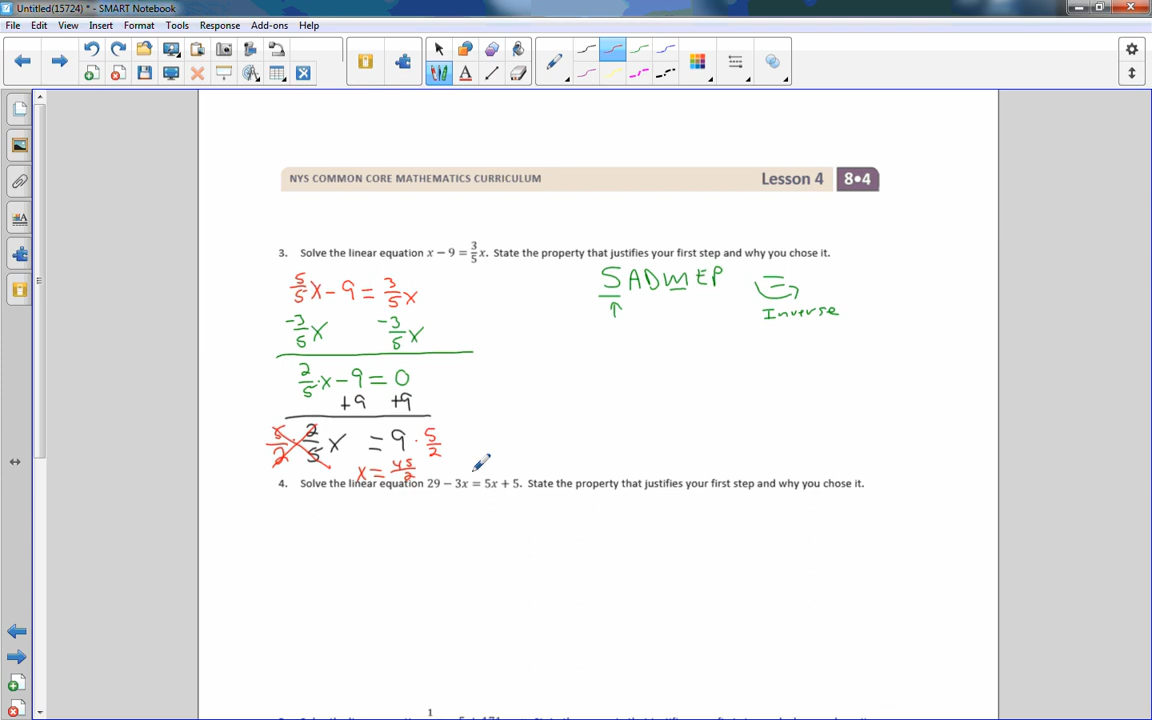 Untitled(15724) * - SMART Notebook
File Edit View Insert Format Tools Response Add-ons Help
NYS COMMON CORE MATHEMATICS CURRICULUM Lesson 4 8•4
3. Solve the linear equation x − 9 = 3/5 x. State the property that justifies your first step and why you chose it.
SADMEP =
Inverse
5/5 x - 9 = 3/5 x
-3/5 x -3/5 x
2/5 · x - 9 = 0
+9 +9
5/2 · 2/5 x = 9 · 5/2
x = 45/2
4. Solve the linear equation 29 − 3x = 5x + 5. State the property that justifies your first step and why you chose it.